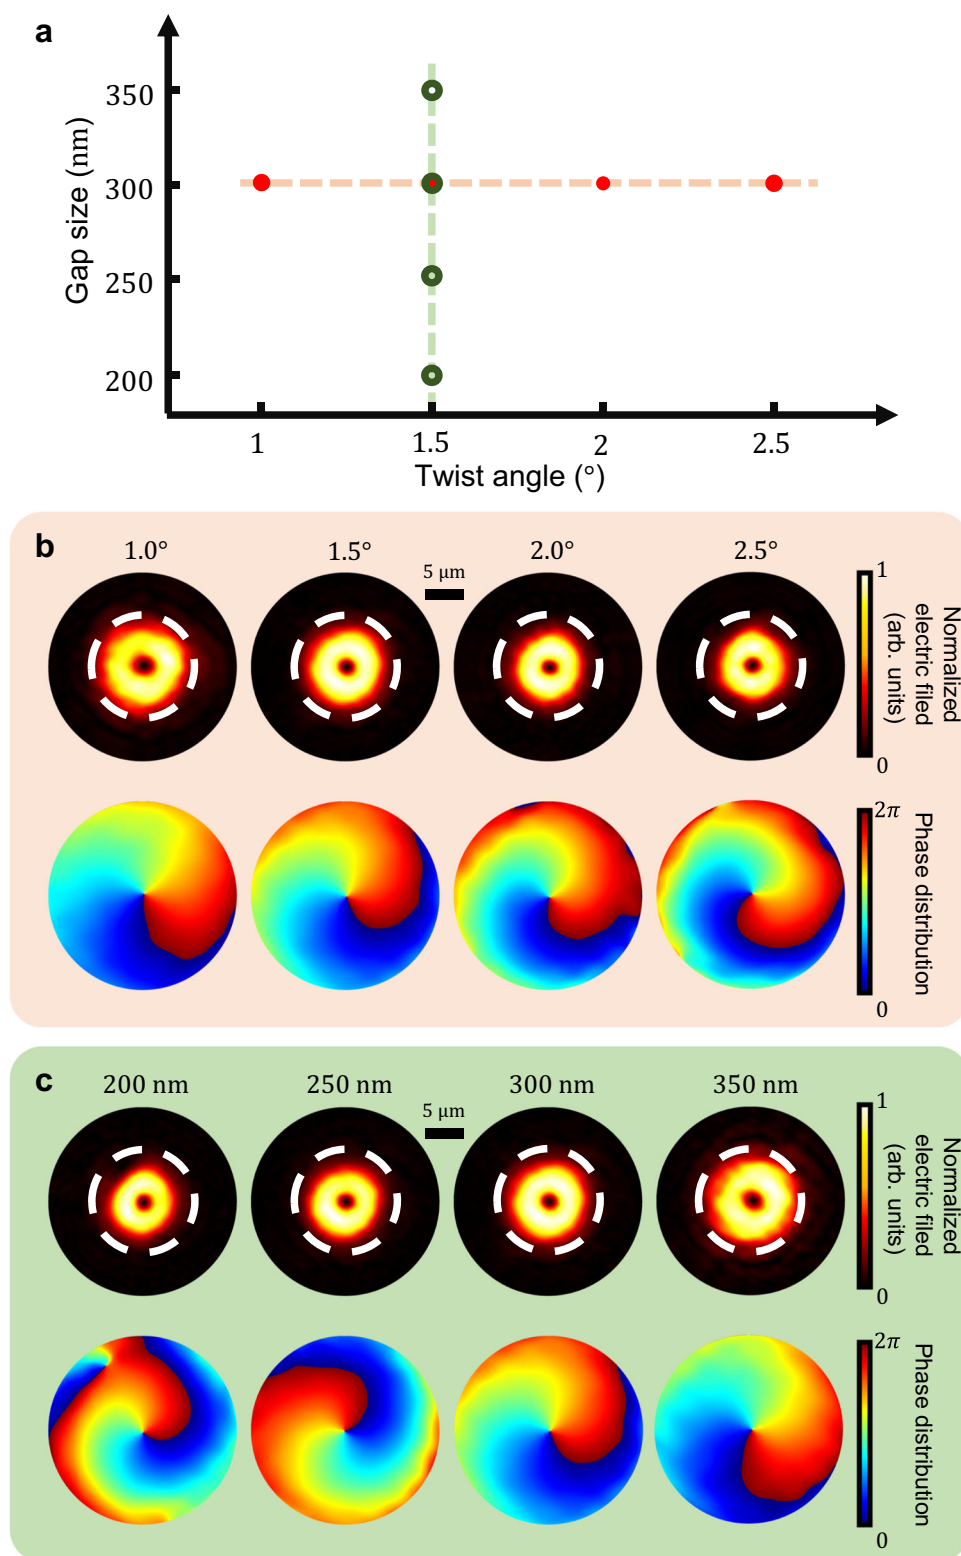 a
Gap size (nm)
350
300
250
200
1 1.5 2 2.5
Twist angle (°)
b
1.0° 1.5° 2.0° 2.5°
5 μm
1
0
Normalized
electric filed
(arb. units)
2π
0
Phase distribution
c
200 nm 250 nm 300 nm 350 nm
5 μm
1
0
Normalized
electric filed
(arb. units)
2π
0
Phase distribution